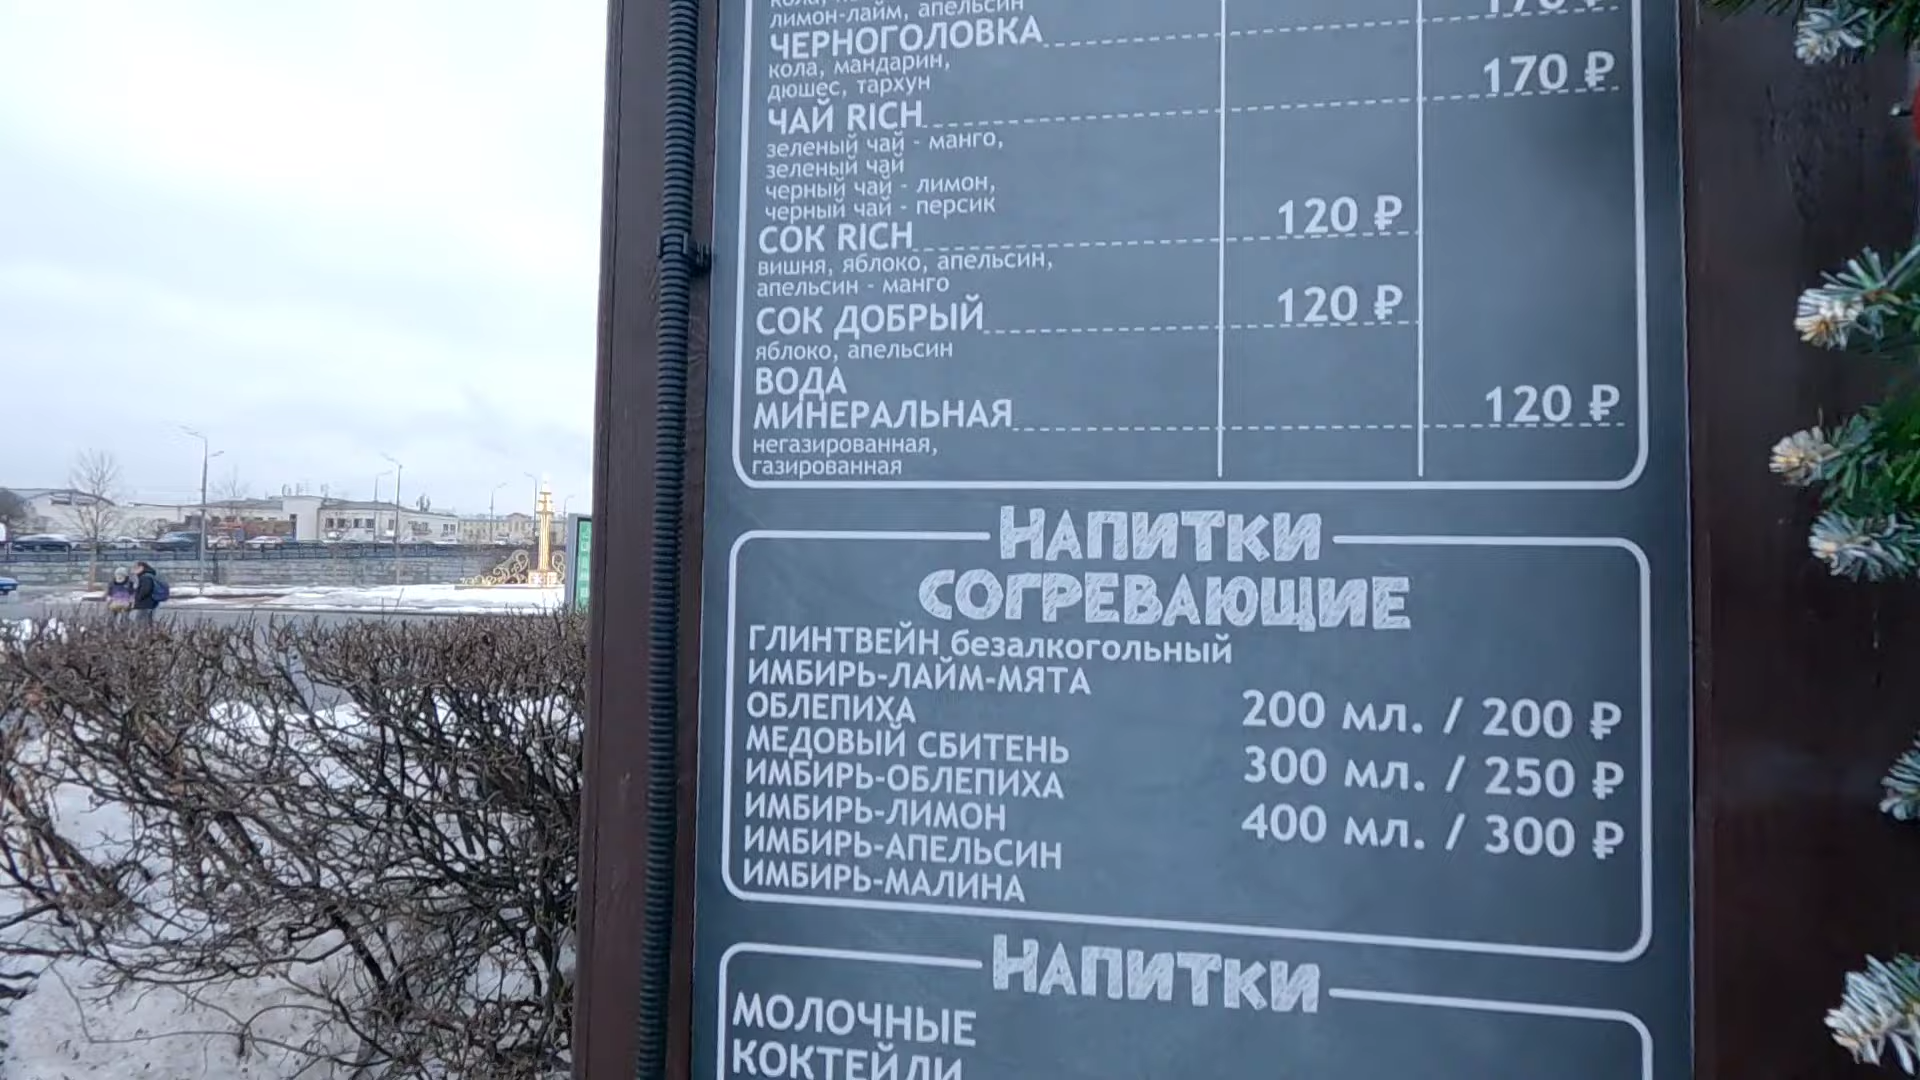 лимон-лайм, апельсин
170 ₽
ЧЕРНОГОЛОВКА
кола, мандарин,
дюшес, тархун
170 ₽
ЧАЙ RICH
зеленый чай - манго,
зеленый чай
черный чай - лимон,
черный чай - персик
120 ₽
СОК RICH
вишня, яблоко, апельсин,
апельсин - манго
120 ₽
СОК ДОБРЫЙ
яблоко, апельсин
ВОДА
МИНЕРАЛЬНАЯ
120 ₽
негазированная,
газированная
НАПИТКИ
СОГРЕВАЮЩИЕ
ГЛИНТВЕЙН безалкогольный
ИМБИРЬ-ЛАЙМ-МЯТА
ОБЛЕПИХА
МЕДОВЫЙ СБИТЕНЬ
ИМБИРЬ-ОБЛЕПИХА
ИМБИРЬ-ЛИМОН
ИМБИРЬ-АПЕЛЬСИН
ИМБИРЬ-МАЛИНА
200 мл. / 200 ₽
300 мл. / 250 ₽
400 мл. / 300 ₽
НАПИТКИ
МОЛОЧНЫЕ
КОКТЕЙЛИ